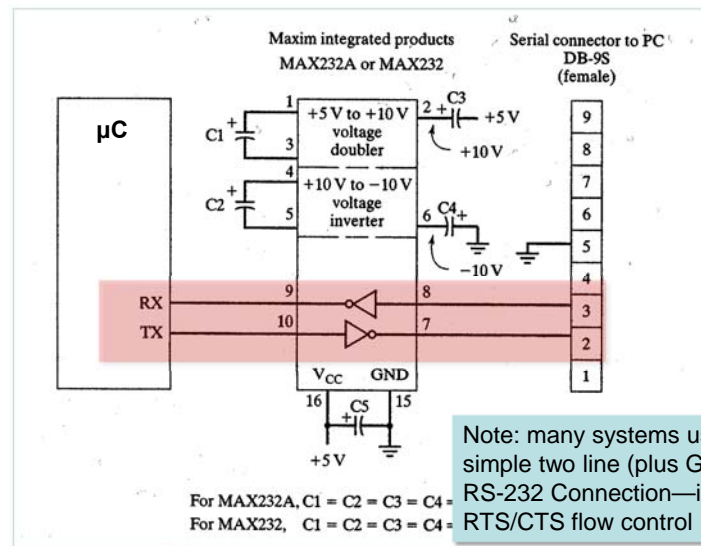 Maxim integrated products
MAX232A or MAX232
Serial connector to PC
DB-9S
(female)
µC
C1 +
1
3
+5 V to +10 V
voltage
doubler
2 + C3
+5 V
+10 V
C2 +
4
5
+10 V to −10 V
voltage
inverter
6 C4 +
−10 V
9
8
7
6
5
4
3
2
1
RX 9 8
TX 10 7
VCC GND
16 + C5 15
+5 V
For MAX232A, C1 = C2 = C3 = C4 =
For MAX232, C1 = C2 = C3 = C4 =
Note: many systems
simple two line (plus
RS-232 Connection—
RTS/CTS flow control